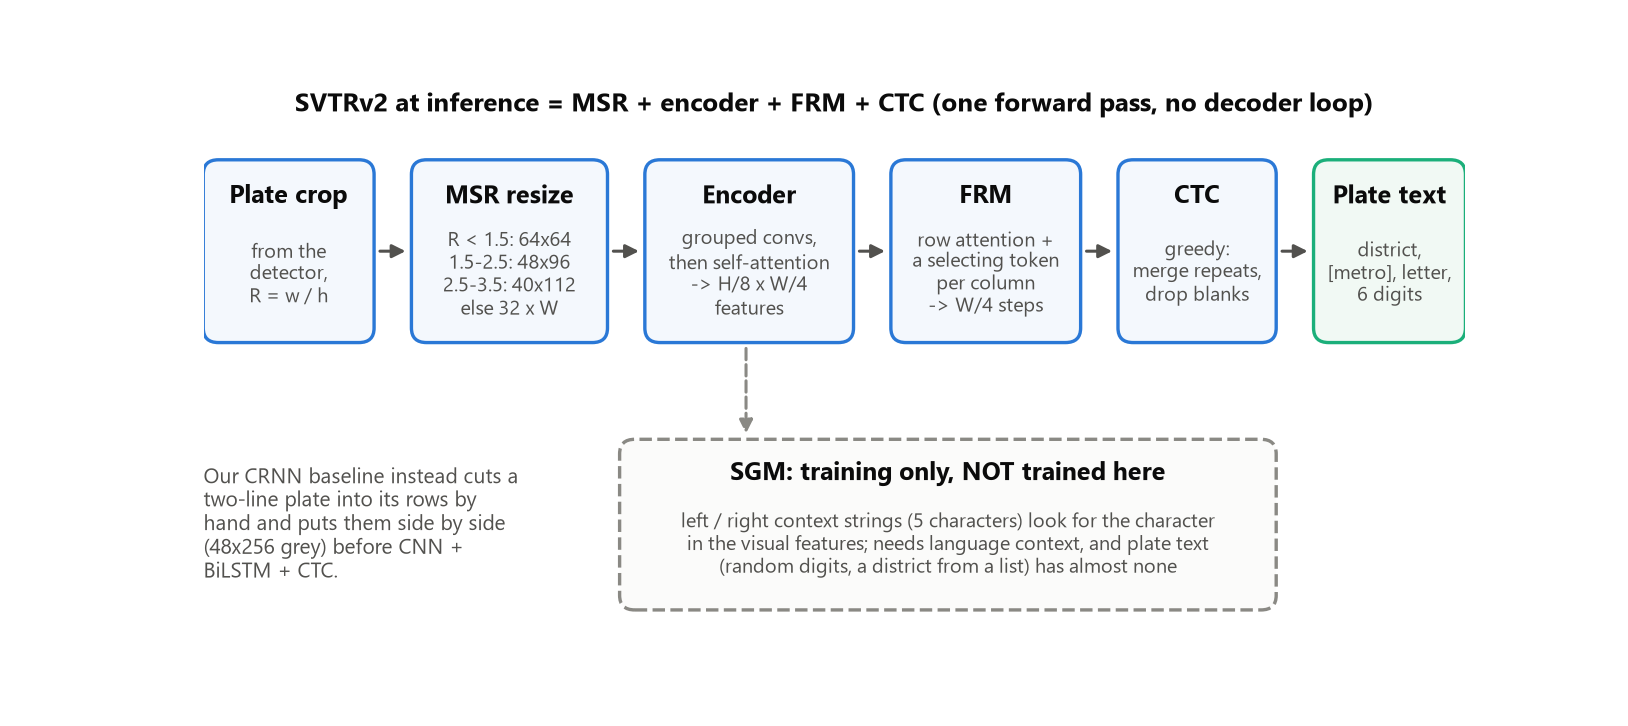 SVTRv2 at inference = MSR + encoder + FRM + CTC (one forward pass, no decoder loop)
Plate crop
from the
detector,
R = w / h
MSR resize
R < 1.5: 64x64
1.5-2.5: 48x96
2.5-3.5: 40x112
else 32 x W
Encoder
grouped convs,
then self-attention
-> H/8 x W/4
features
FRM
row attention +
a selecting token
per column
-> W/4 steps
CTC
greedy:
merge repeats,
drop blanks
Plate text
district,
[metro], letter,
6 digits
Our CRNN baseline instead cuts a
two-line plate into its rows by
hand and puts them side by side
(48x256 grey) before CNN +
BiLSTM + CTC.
SGM: training only, NOT trained here
left / right context strings (5 characters) look for the character
in the visual features; needs language context, and plate text
(random digits, a district from a list) has almost none